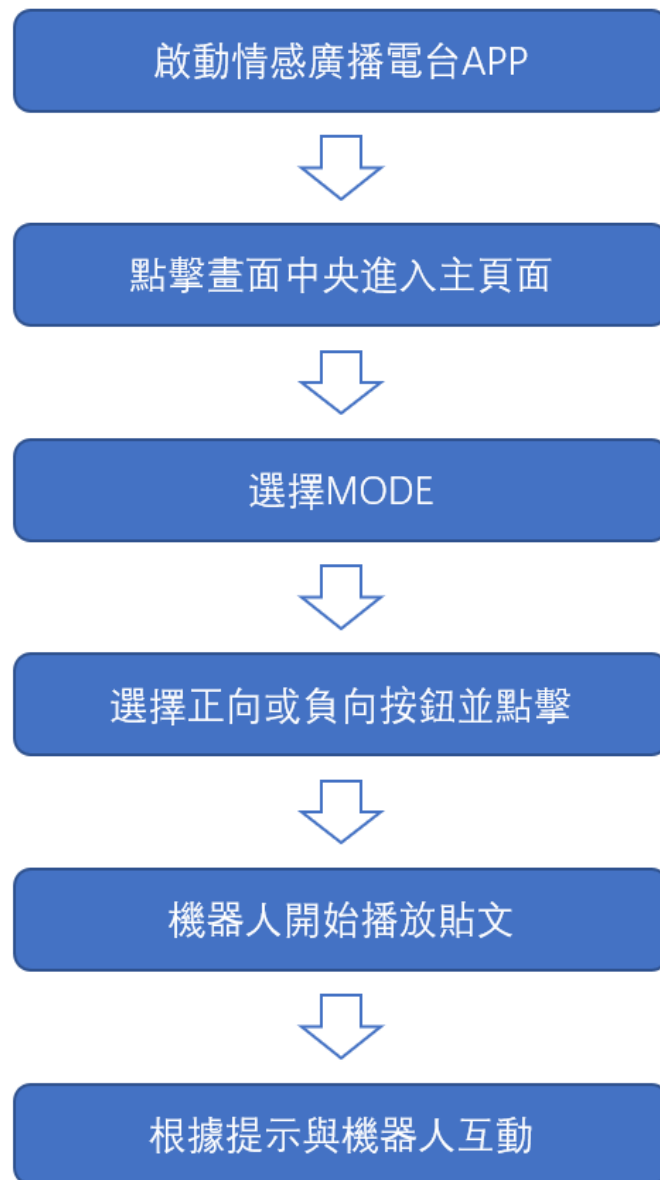 啟動情感廣播電台APP
點擊畫面中央進入主頁面
選擇MODE
選擇正向或負向按鈕並點擊
機器人開始播放貼文
根據提示與機器人互動